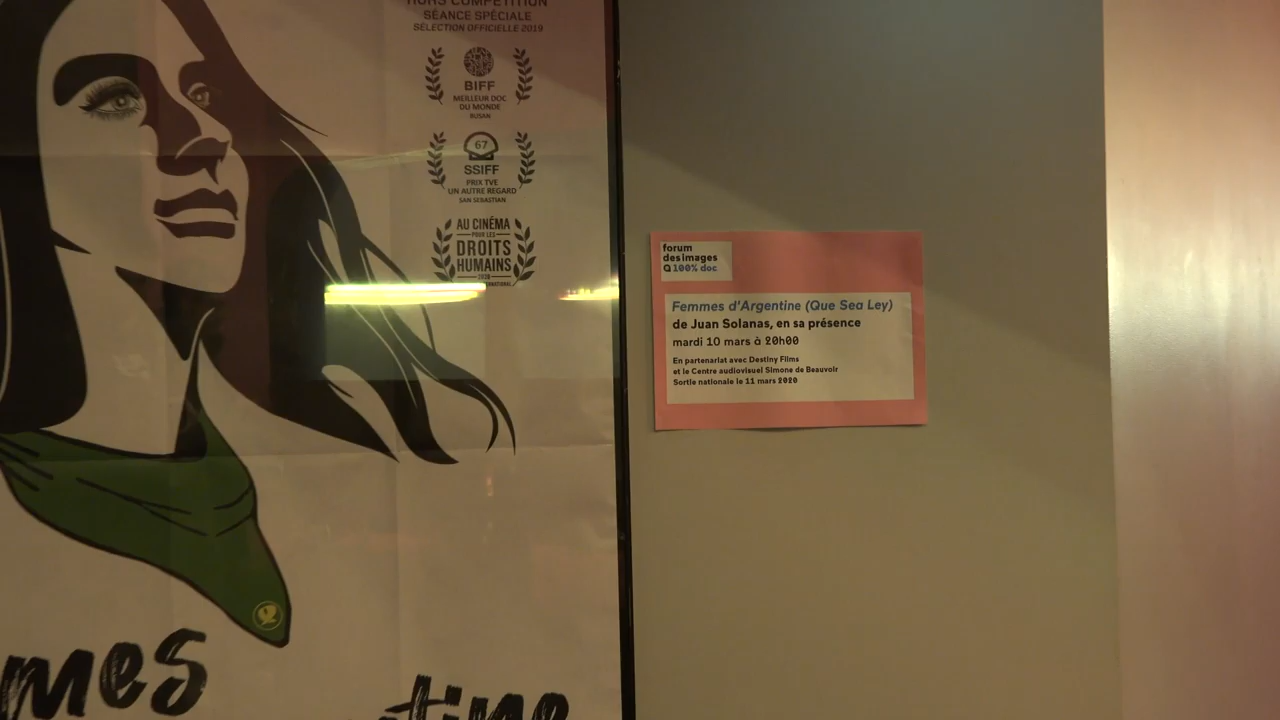 HORS COMPÉTITION
SÉANCE SPÉCIALE
SÉLECTION OFFICIELLE 2019
BIFF
MEILLEUR DOC
DU MONDE
BUSAN
67
SSIFF
PRIX TVE
UN AUTRE REGARD
SAN SEBASTIAN
AU CINÉMA
POUR LES
DROITS
HUMAINS
2020
mes
tine
forum
des images
100% doc
Femmes d'Argentine (Que Sea Ley)
de Juan Solanas, en sa présence
mardi 10 mars à 20h00
En partenariat avec Destiny Films
et le Centre audiovisuel Simone de Beauvoir
Sortie nationale le 11 mars 2020